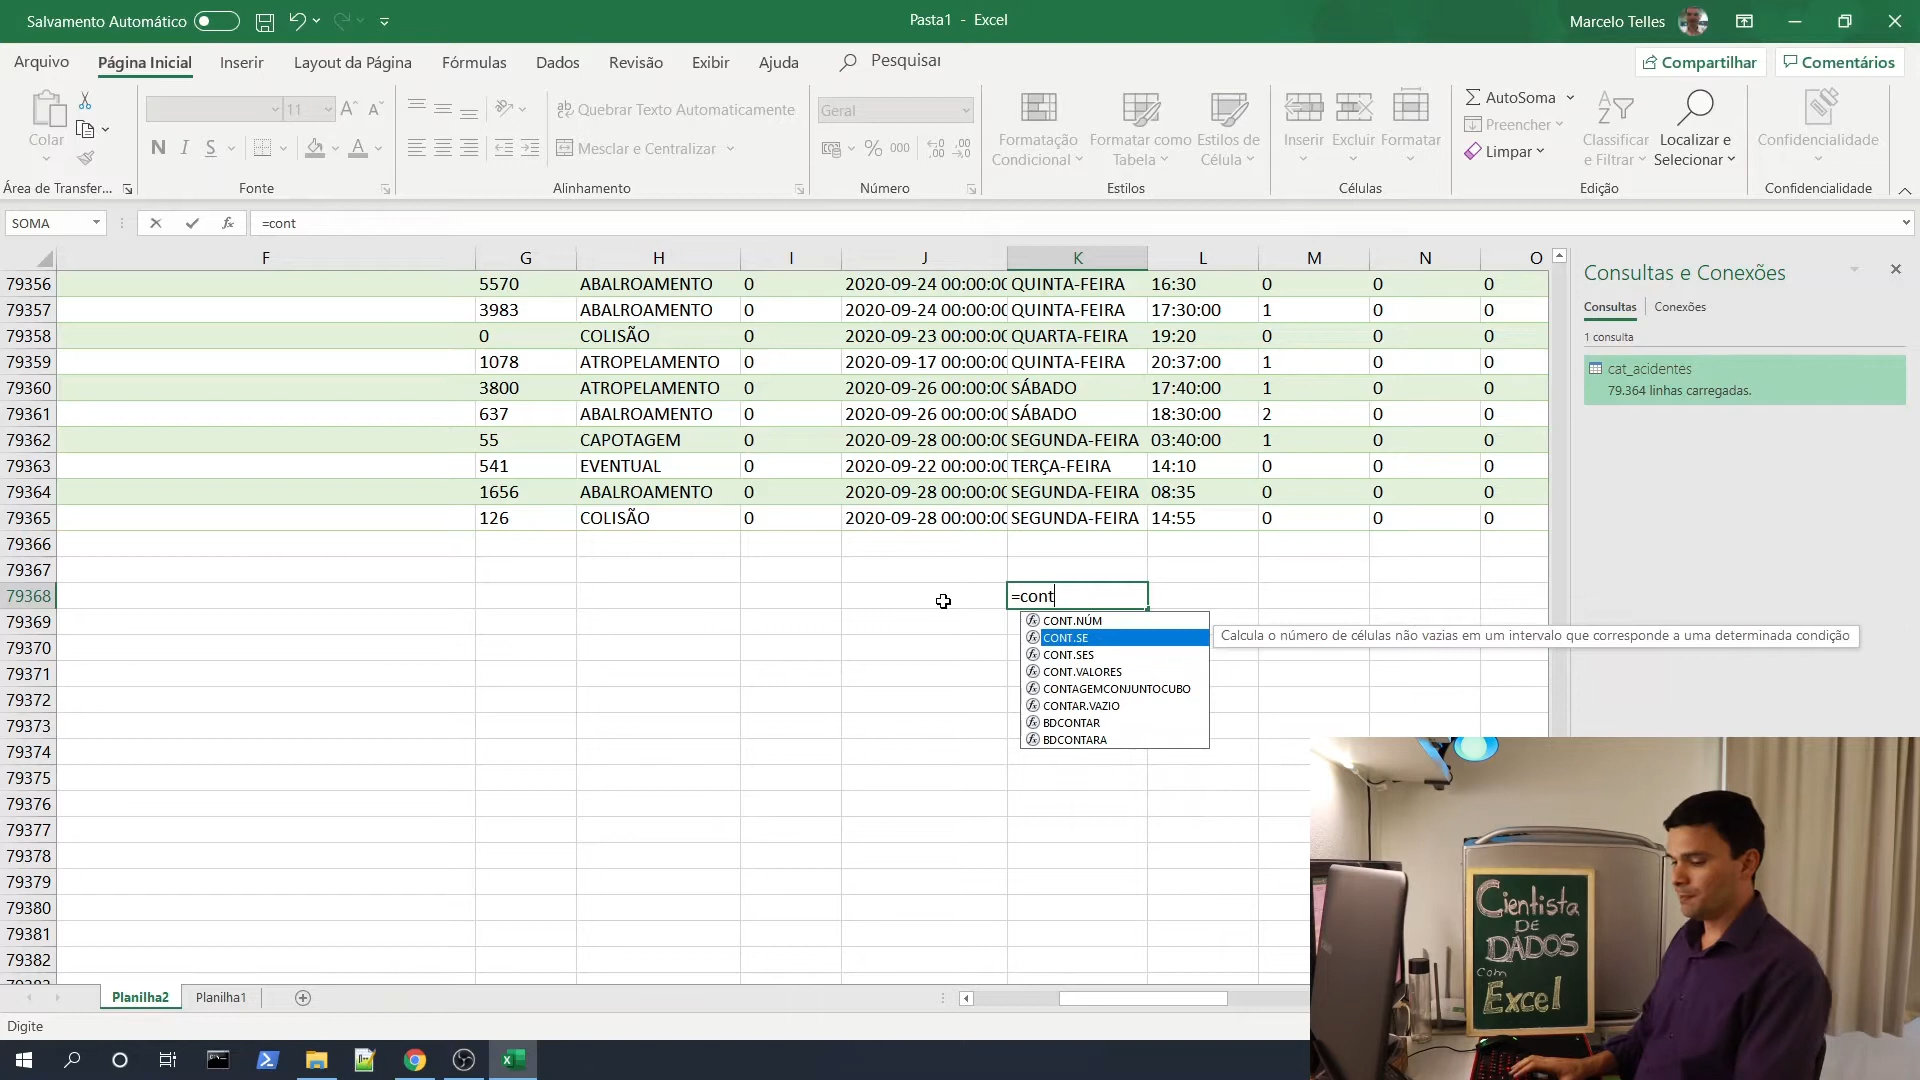 Salvamento Automático
Pasta1 - Excel
Marcelo Telles
Arquivo
Página Inicial
Inserir
Layout da Página
Fórmulas
Dados
Revisão
Exibir
Ajuda
Pesquisar
Compartilhar
Comentários
Colar
11
N I S
Quebrar Texto Automaticamente
Mesclar e Centralizar
Geral
% 000
Formatação Condicional
Formatar como Tabela
Estilos de Célula
Inserir
Excluir
Formatar
AutoSoma
Preencher
Limpar
Classificar e Filtrar
Localizar e Selecionar
Confidencialidade
Área de Transfer...
Fonte
Alinhamento
Número
Estilos
Células
Edição
Confidencialidade
SOMA
fx
=cont
F G H I J K L M N O
79356 5570 ABALROAMENTO 0 2020-09-24 00:00:00 QUINTA-FEIRA 16:30 0 0 0
79357 3983 ABALROAMENTO 0 2020-09-24 00:00:00 QUINTA-FEIRA 17:30:00 1 0 0
79358 0 COLISÃO 0 2020-09-23 00:00:00 QUARTA-FEIRA 19:20 0 0 0
79359 1078 ATROPELAMENTO 0 2020-09-17 00:00:00 QUINTA-FEIRA 20:37:00 1 0 0
79360 3800 ATROPELAMENTO 0 2020-09-26 00:00:00 SÁBADO 17:40:00 1 0 0
79361 637 ABALROAMENTO 0 2020-09-26 00:00:00 SÁBADO 18:30:00 2 0 0
79362 55 CAPOTAGEM 0 2020-09-28 00:00:00 SEGUNDA-FEIRA 03:40:00 1 0 0
79363 541 EVENTUAL 0 2020-09-22 00:00:00 TERÇA-FEIRA 14:10 0 0 0
79364 1656 ABALROAMENTO 0 2020-09-28 00:00:00 SEGUNDA-FEIRA 08:35 0 0 0
79365 126 COLISÃO 0 2020-09-28 00:00:00 SEGUNDA-FEIRA 14:55 0 0 0
79366
79367
79368 =cont
79369
79370
79371
79372
79373
79374
79375
79376
79377
79378
79379
79380
79381
79382
CONT.NÚM
CONT.SE
CONT.SES
CONT.VALORES
CONTAGEMCONJUNTOCUBO
CONTAR.VAZIO
BDCONTAR
BDCONTARA
Calcula o número de células não vazias em um intervalo que corresponde a uma determinada condição
Consultas e Conexões
Consultas | Conexões
1 consulta
cat_acidentes
79.364 linhas carregadas.
Cientista
DE
DADOS
com
Excel
Planilha2
Planilha1
Digite